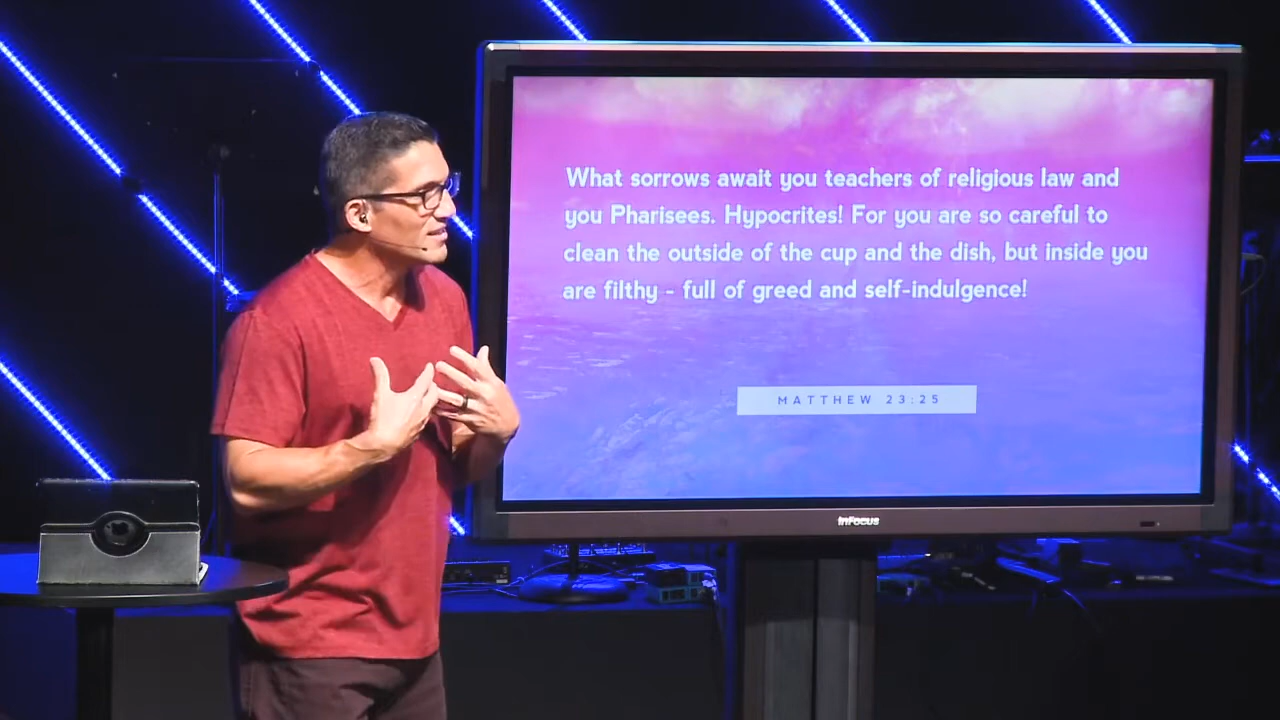 What sorrows await you teachers of religious law and
you Pharisees. Hypocrites! For you are so careful to
clean the outside of the cup and the dish, but inside you
are filthy - full of greed and self-indulgence!
MATTHEW 23:25
InFocus